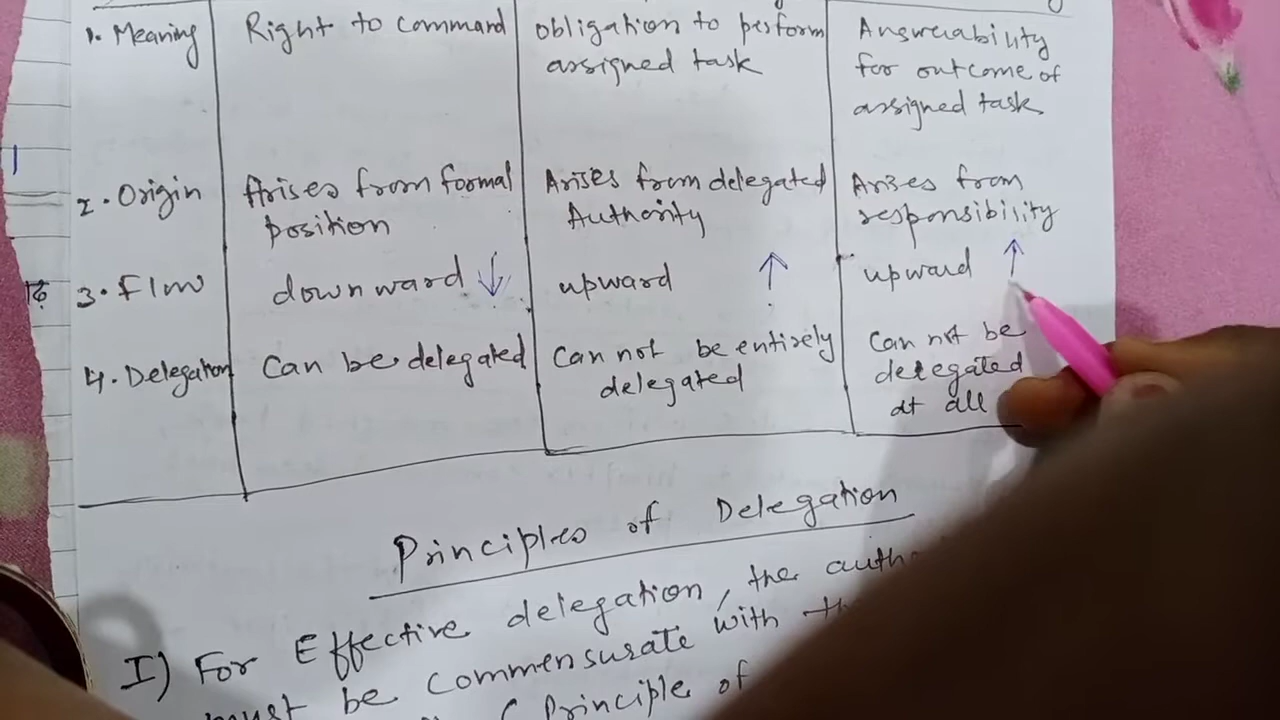 1. Meaning
Right to command
Obligation to perform
assigned task
Answerability
for outcome of
assigned task
2. Origin
Arises from formal
position
Arises from delegated
Authority
Arises from
responsibility
3. Flow
downward ↓
upward ↑
upward ↑
4. Delegation
Can be delegated
Can not be entirely
delegated
Can not be
delegated
at all
Principles of Delegation
I) For Effective delegation, the
must be commensurate with
Principle of